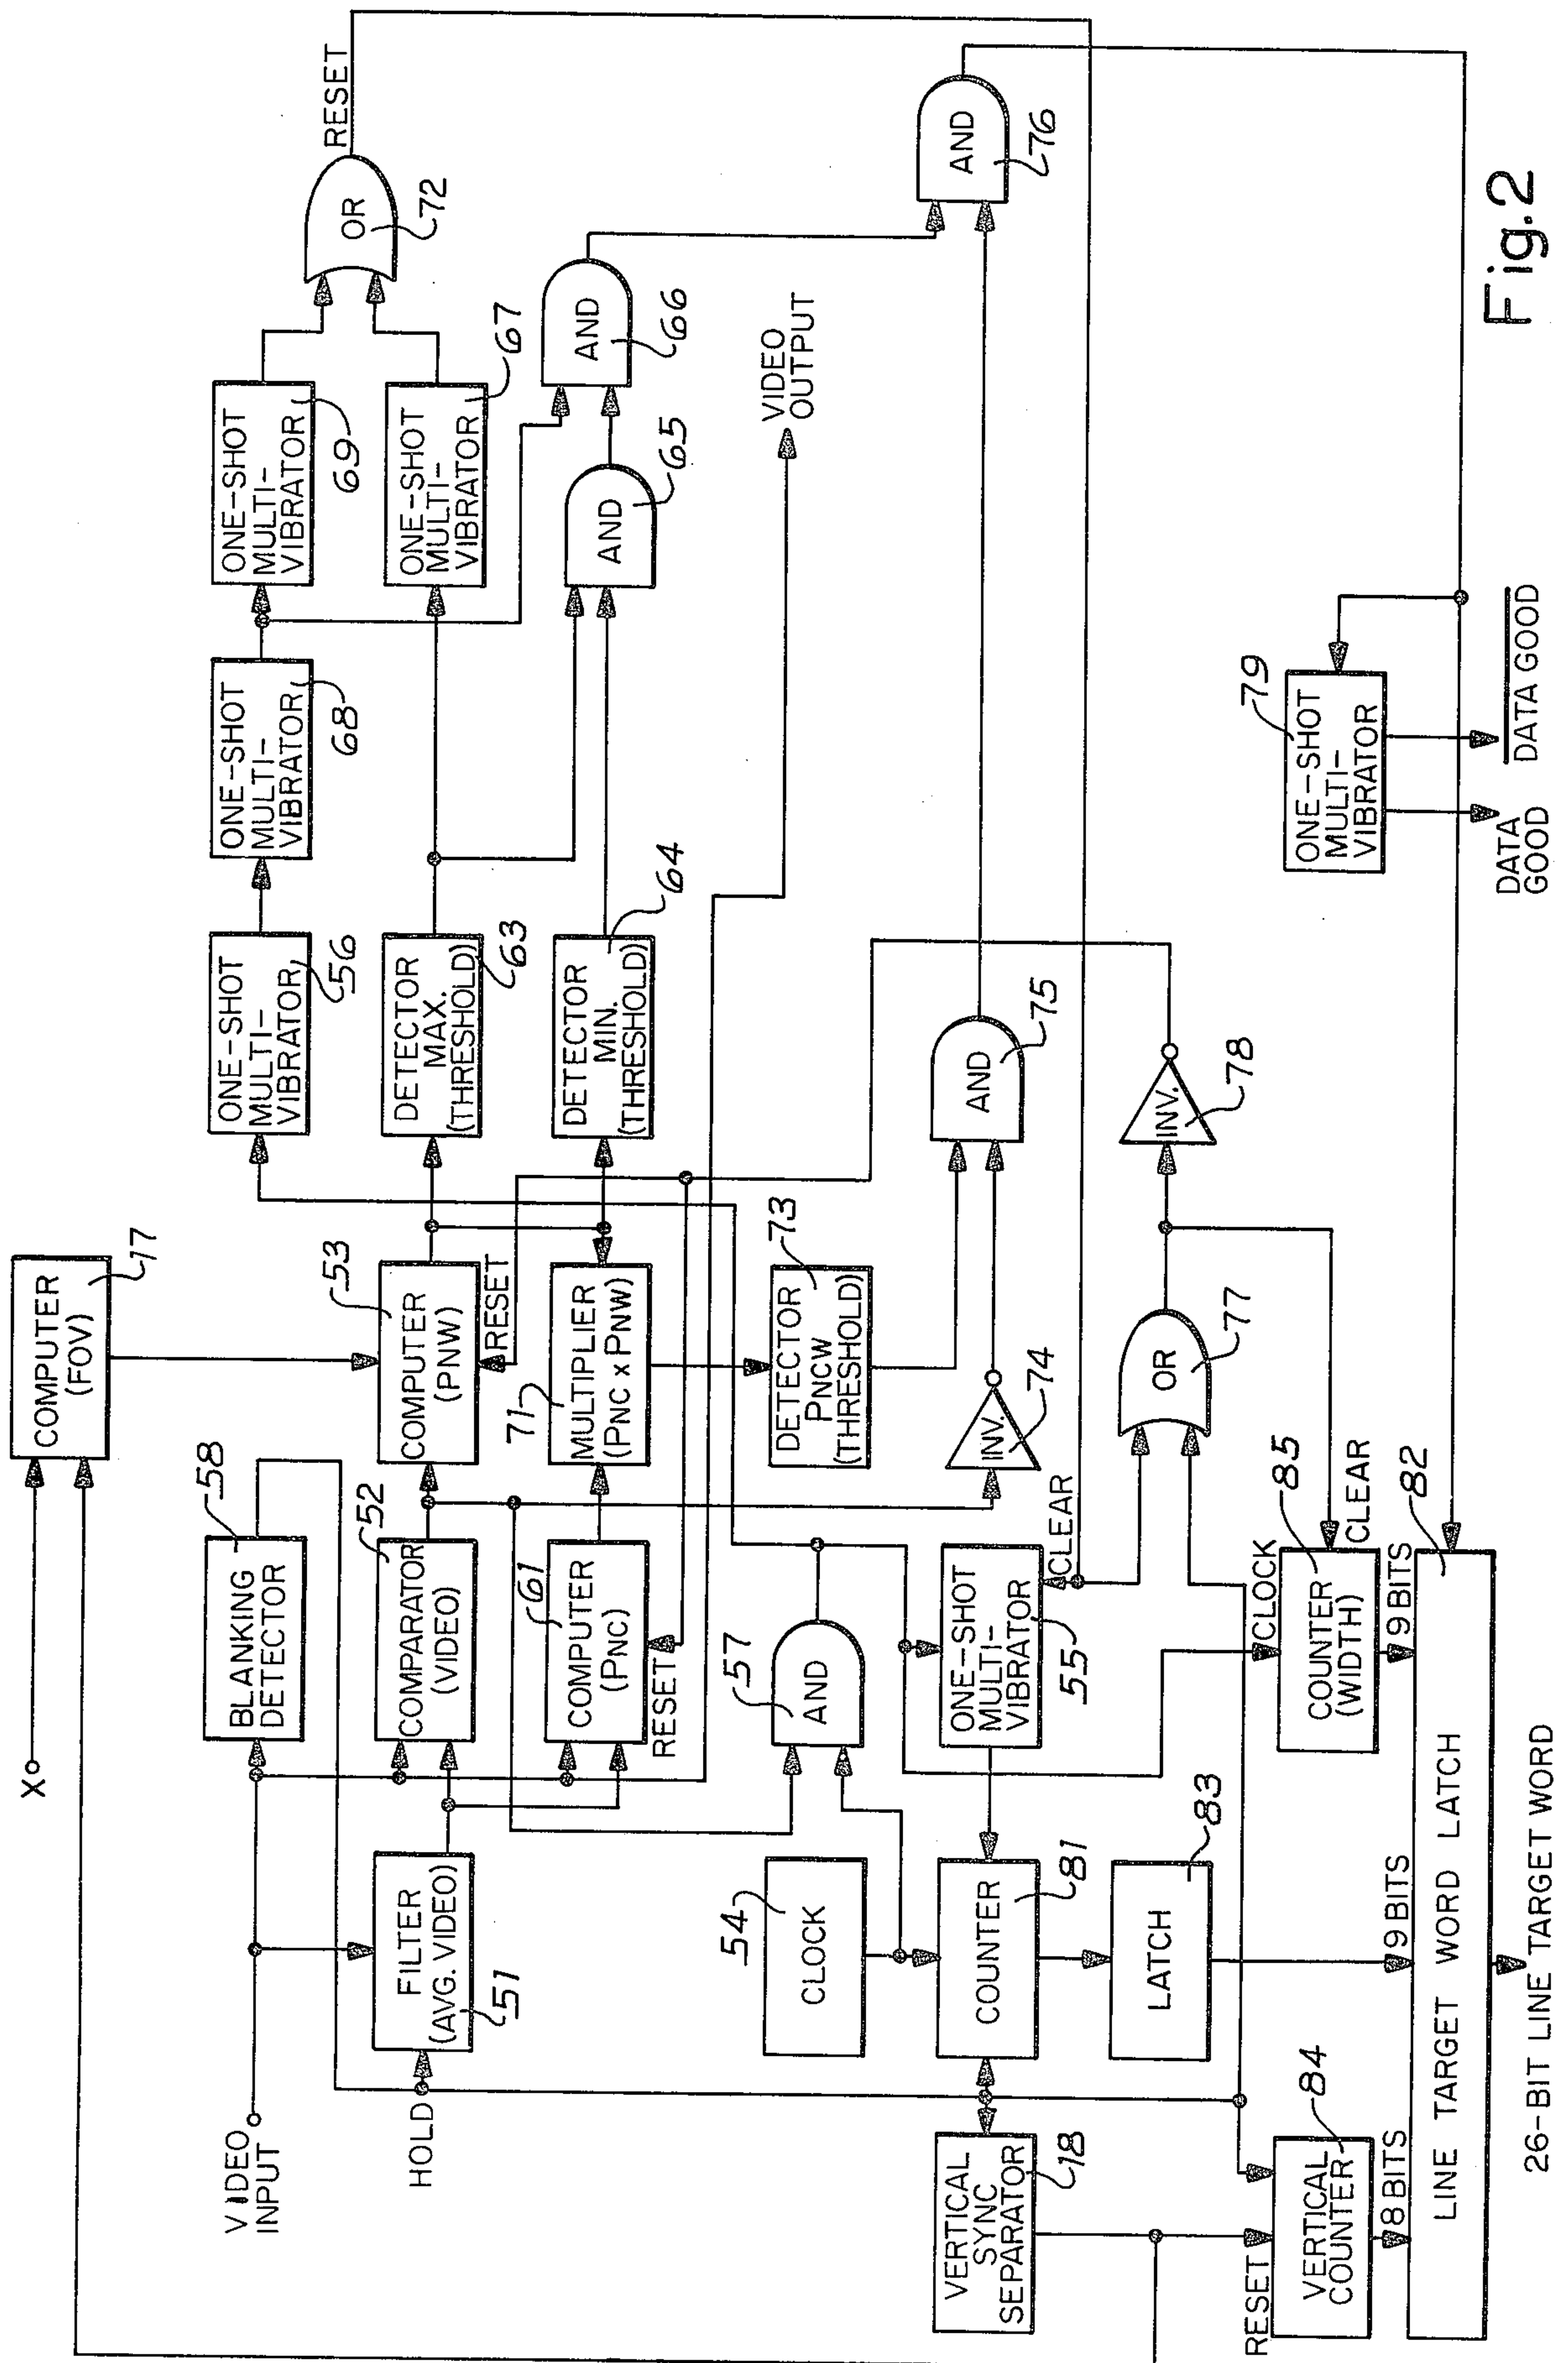 X
COMPUTER
(FOV)
17
VIDEO
INPUT
BLANKING
DETECTOR
58
ONE-SHOT
MULTI-
VIBRATOR
56
ONE-SHOT
MULTI-
VIBRATOR
68
ONE-SHOT
MULTI-
VIBRATOR
69
OR
72
RESET
HOLD
FILTER
(AVG. VIDEO)
51
COMPARATOR
(VIDEO)
52
COMPUTER
(PNW)
53
RESET
DETECTOR
MAX.
(THRESHOLD)
63
ONE-SHOT
MULTI-
VIBRATOR
67
COMPUTER
(PNC)
61
RESET
MULTIPLIER
(PNC x PNW)
71
DETECTOR
MIN.
(THRESHOLD)
64
AND
65
AND
66
VIDEO
OUTPUT
CLOCK
54
AND
57
DETECTOR
PNCW
(THRESHOLD)
73
VERTICAL
SYNC
SEPARATOR
18
COUNTER
81
ONE-SHOT
MULTI-
VIBRATOR
55
CLEAR
INV.
74
AND
75
AND
76
LATCH
83
OR
77
INV.
78
RESET
VERTICAL
COUNTER
84
8 BITS
9 BITS
CLOCK
COUNTER
(WIDTH)
85
CLEAR
9 BITS
ONE-SHOT
MULTI-
VIBRATOR
79
DATA
GOOD
DATA GOOD
LINE TARGET WORD LATCH
82
26-BIT LINE TARGET WORD
Fig.2